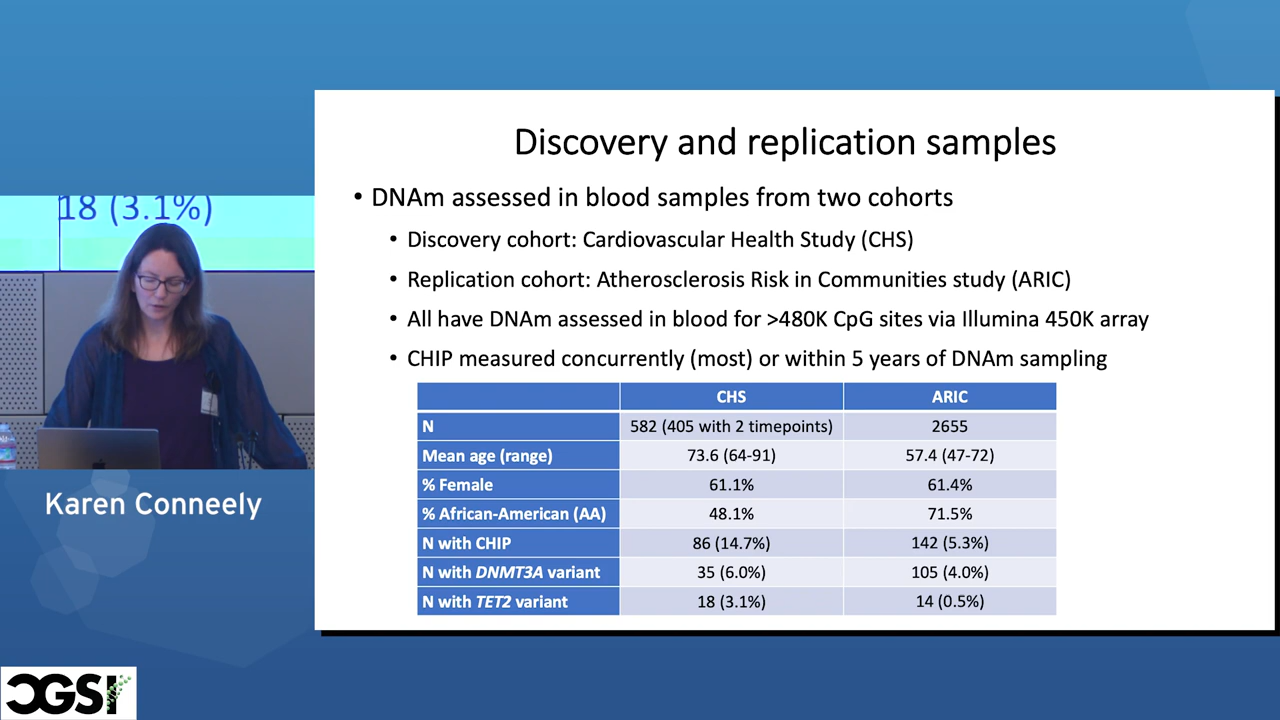 Discovery and replication samples
• DNAm assessed in blood samples from two cohorts
• Discovery cohort: Cardiovascular Health Study (CHS)
• Replication cohort: Atherosclerosis Risk in Communities study (ARIC)
• All have DNAm assessed in blood for >480K CpG sites via Illumina 450K array
• CHIP measured concurrently (most) or within 5 years of DNAm sampling
CHS ARIC
N 582 (405 with 2 timepoints) 2655
Mean age (range) 73.6 (64-91) 57.4 (47-72)
% Female 61.1% 61.4%
% African-American (AA) 48.1% 71.5%
N with CHIP 86 (14.7%) 142 (5.3%)
N with DNMT3A variant 35 (6.0%) 105 (4.0%)
N with TET2 variant 18 (3.1%) 14 (0.5%)
18 (3.1%)
Karen Conneely
CGSI